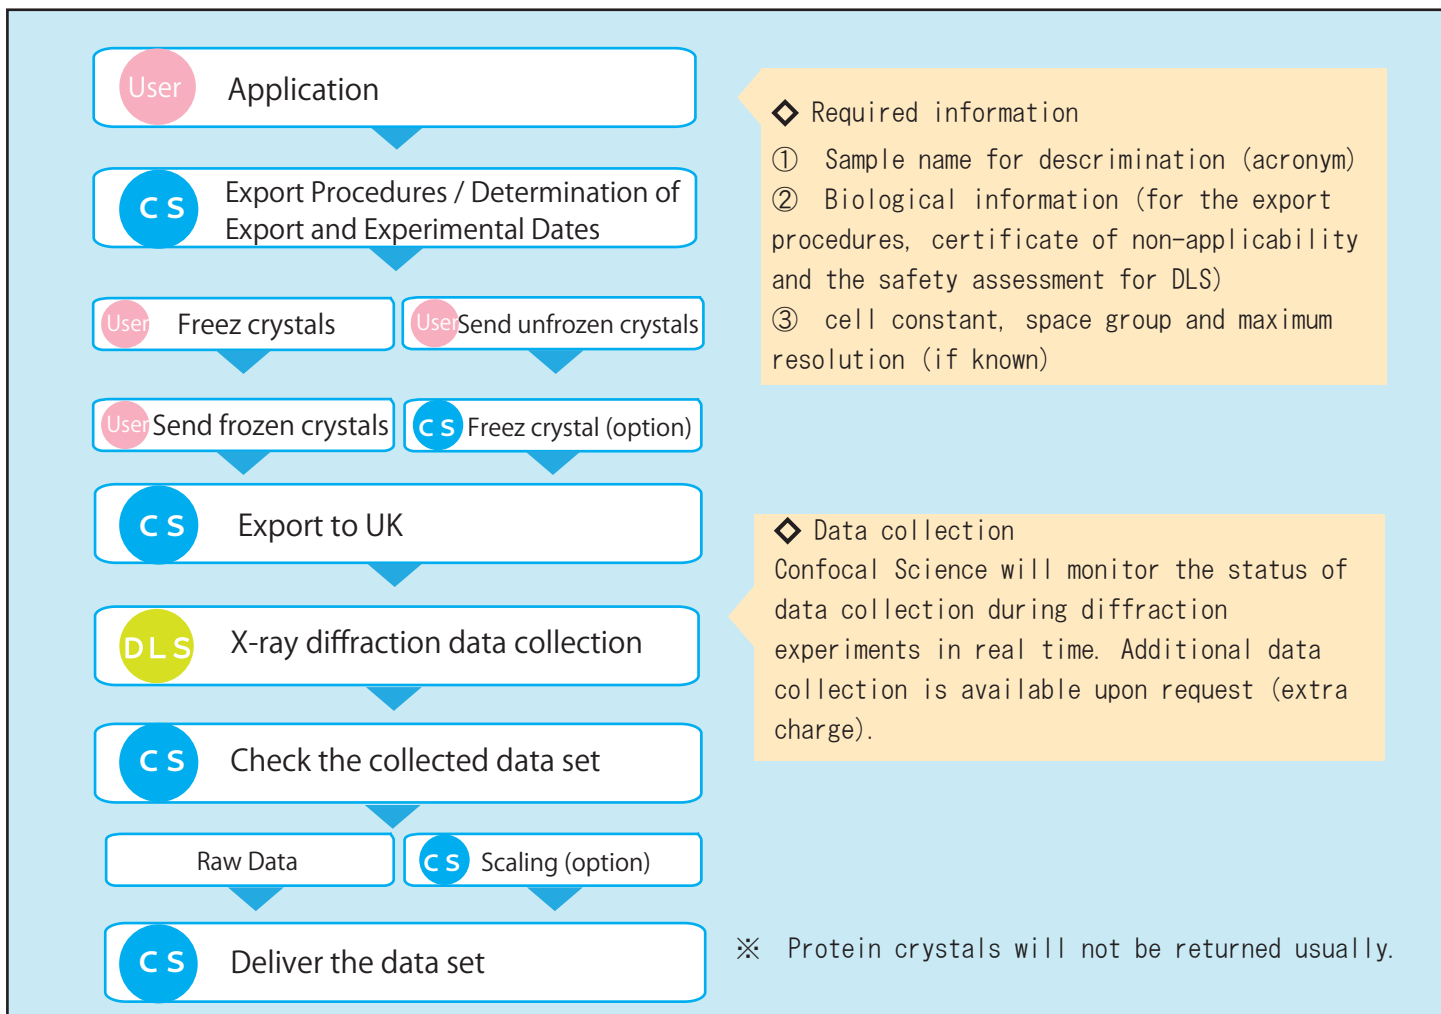 User Application
◇ Required information
① Sample name for descrimination (acronym)
② Biological information (for the export
procedures, certificate of non-applicability
and the safety assessment for DLS)
③ cell constant, space group and maximum
resolution (if known)
CS Export Procedures / Determination of
Export and Experimental Dates
User Freez crystals
User Send unfrozen crystals
User Send frozen crystals
CS Freez crystal (option)
CS Export to UK
◇ Data collection
Confocal Science will monitor the status of
data collection during diffraction
experiments in real time. Additional data
collection is available upon request (extra
charge).
DLS X-ray diffraction data collection
CS Check the collected data set
Raw Data
CS Scaling (option)
CS Deliver the data set
※ Protein crystals will not be returned usually.